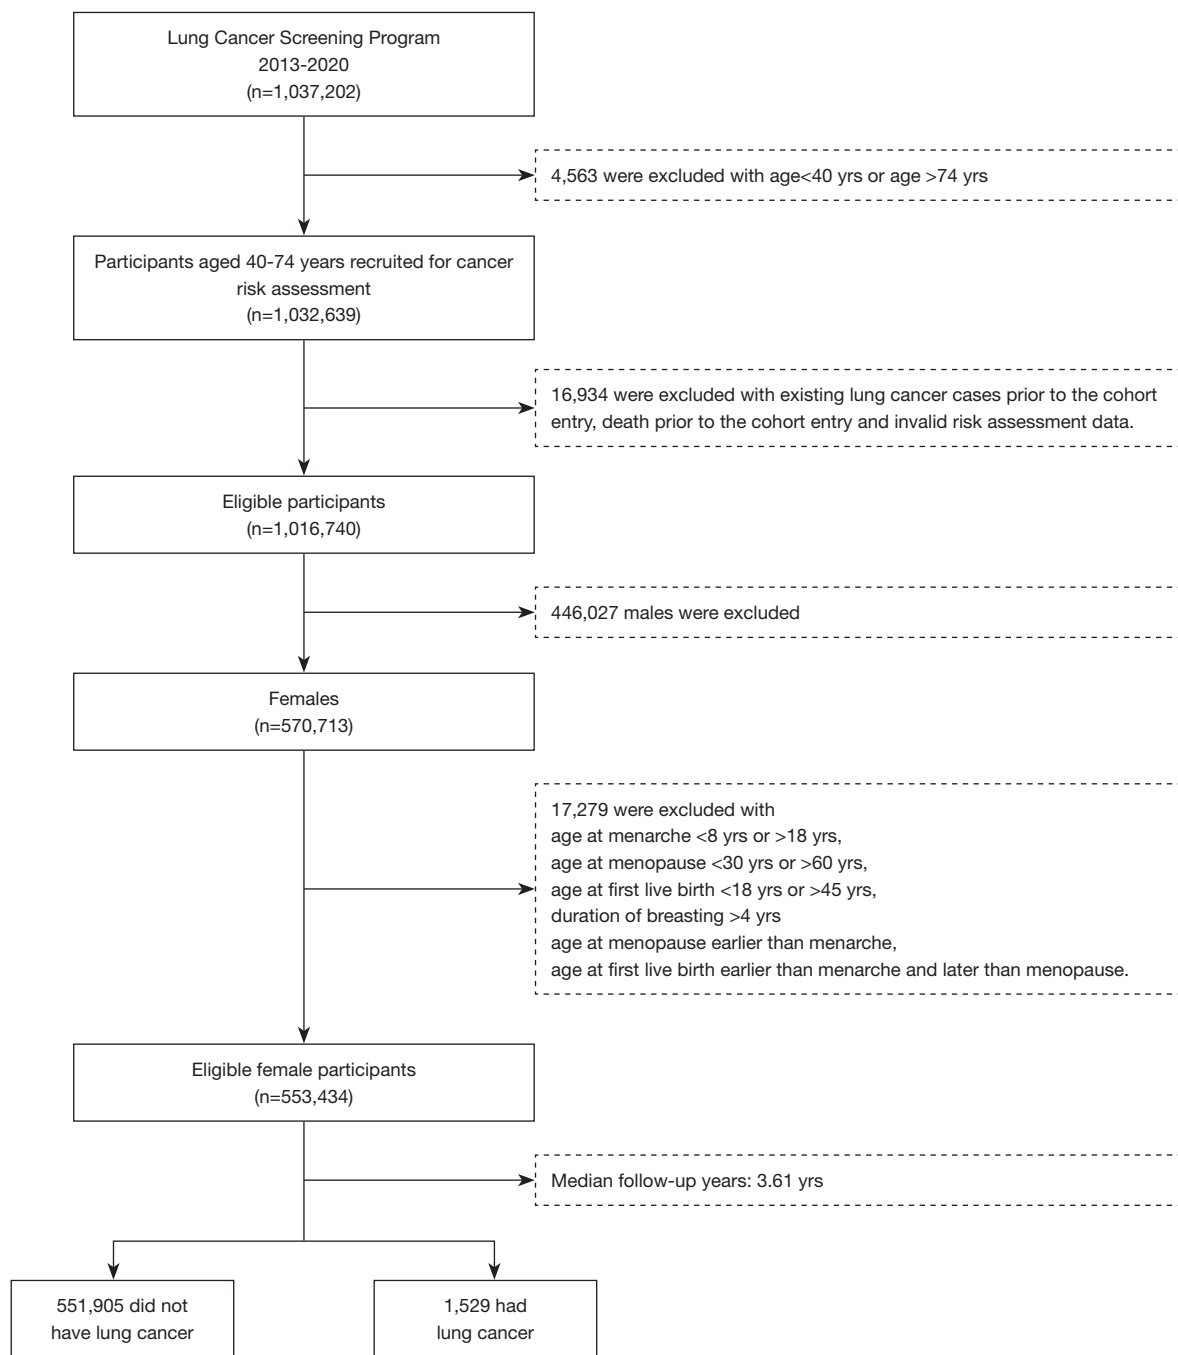 Lung Cancer Screening Program
2013-2020
(n=1,037,202)
4,563 were excluded with age<40 yrs or age >74 yrs
Participants aged 40-74 years recruited for cancer
risk assessment
(n=1,032,639)
16,934 were excluded with existing lung cancer cases prior to the cohort
entry, death prior to the cohort entry and invalid risk assessment data.
Eligible participants
(n=1,016,740)
446,027 males were excluded
Females
(n=570,713)
17,279 were excluded with
age at menarche <8 yrs or >18 yrs,
age at menopause <30 yrs or >60 yrs,
age at first live birth <18 yrs or >45 yrs,
duration of breasting >4 yrs
age at menopause earlier than menarche,
age at first live birth earlier than menarche and later than menopause.
Eligible female participants
(n=553,434)
Median follow-up years: 3.61 yrs
551,905 did not
have lung cancer
1,529 had
lung cancer